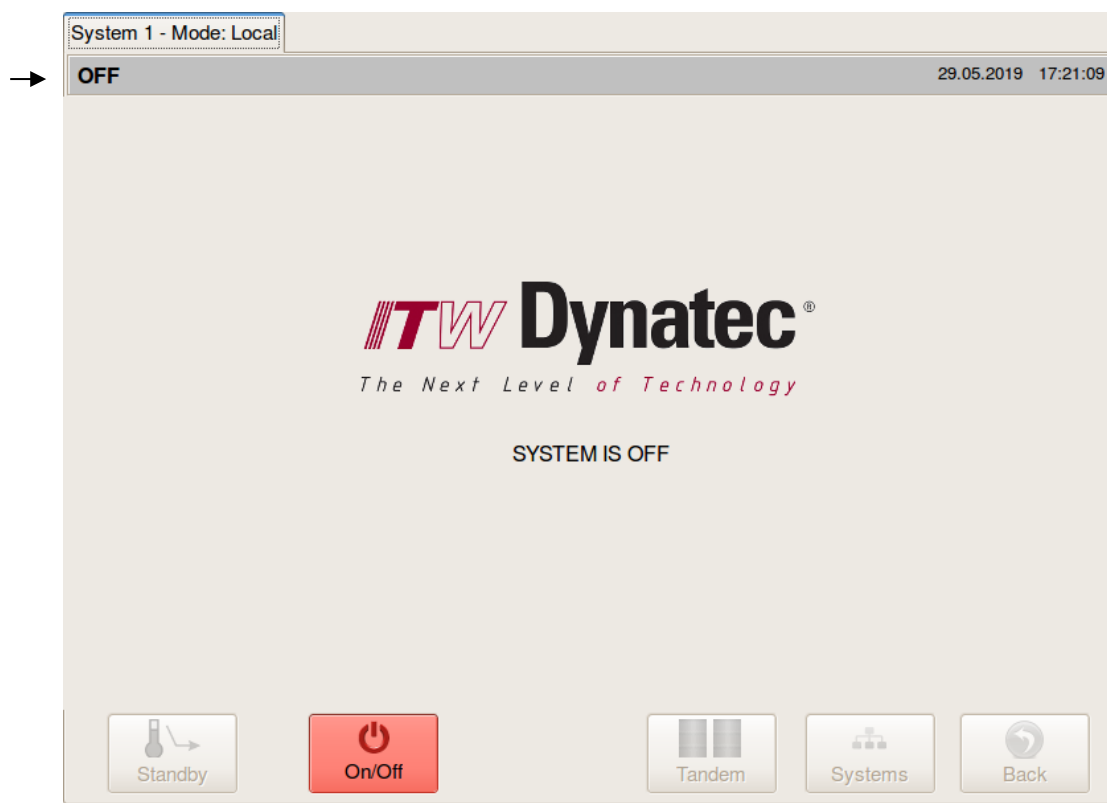 System 1 - Mode: Local
OFF 29.05.2019 17:21:09
ITW Dynatec ®
The Next Level of Technology
SYSTEM IS OFF
Standby On/Off Tandem Systems Back